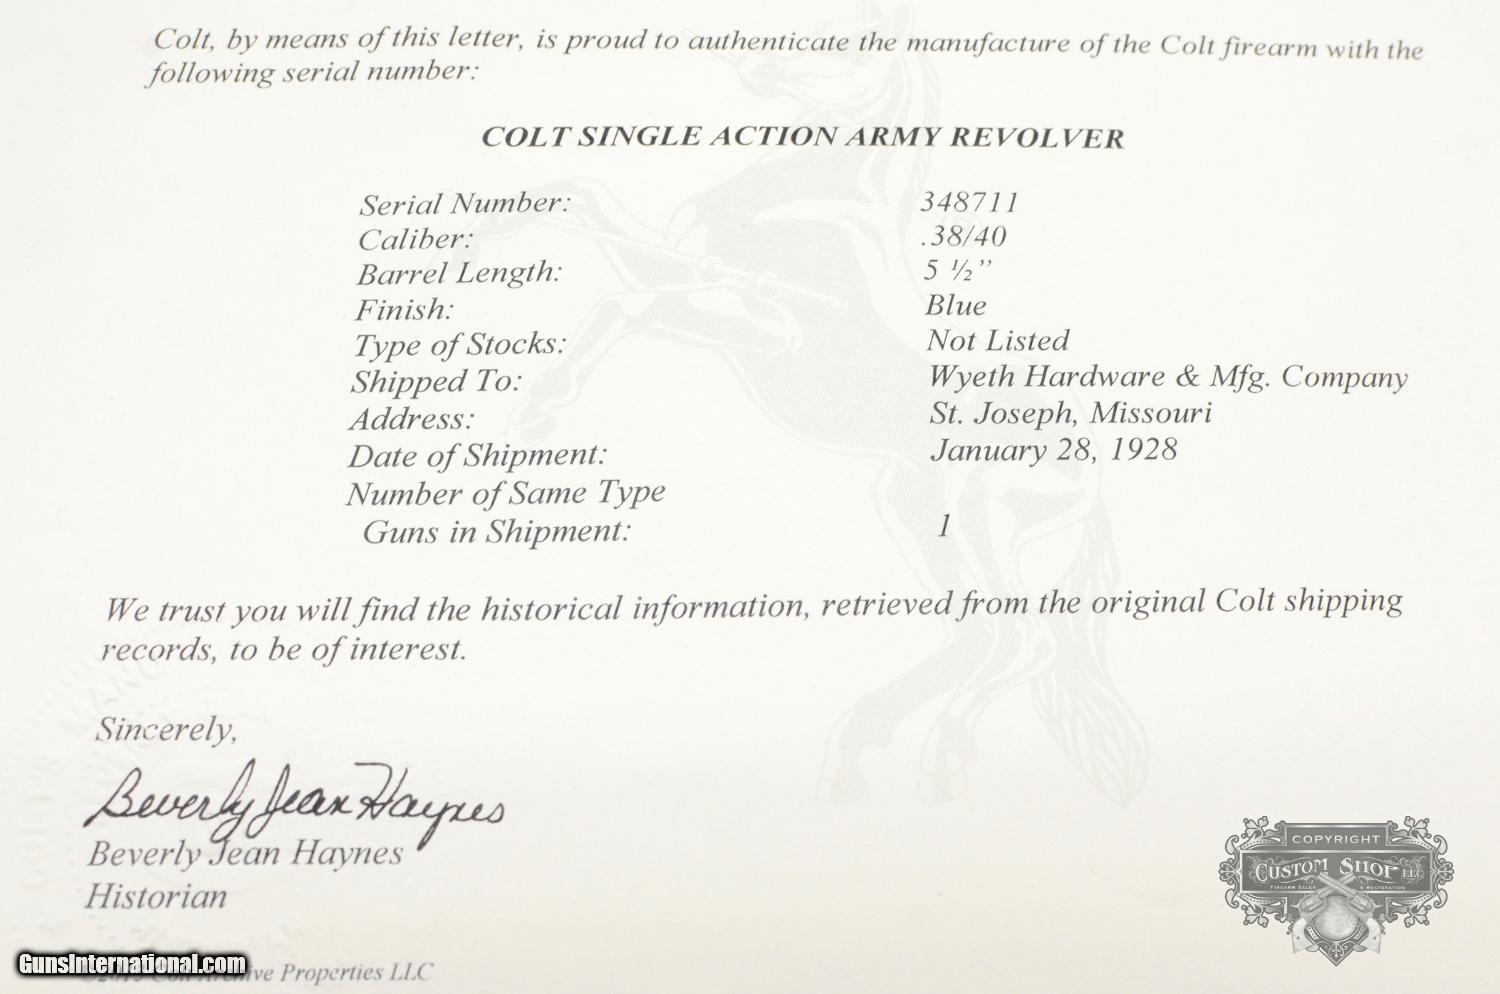 Colt, by means of this letter, is proud to authenticate the manufacture of the Colt firearm with the
following serial number:
COLT SINGLE ACTION ARMY REVOLVER
Serial Number: 348711
Caliber: .38/40
Barrel Length: 5 ½”
Finish: Blue
Type of Stocks: Not Listed
Shipped To: Wyeth Hardware & Mfg. Company
Address: St. Joseph, Missouri
Date of Shipment: January 28, 1928
Number of Same Type
Guns in Shipment: 1
We trust you will find the historical information, retrieved from the original Colt shipping
records, to be of interest.
Sincerely,
Beverly Jean Haynes
Beverly Jean Haynes
Historian
COPYRIGHT
CUSTOM SHOP LLC
FIREARM SALES & RESTORATION
GunsInternational.com
Colt Archive Properties LLC